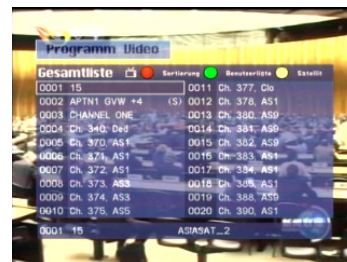 Programm Video
Gesamtliste Sortierung Benutzerliste Satellit
0001 15
0002 APTN1 GVW +4 (S)
0003 CHANNEL ONE
0004 Ch. 340, Ded
0005 Ch. 370, AS1
0006 Ch. 371, AS1
0007 Ch. 372, AS1
0008 Ch. 373, AS3
0009 Ch. 374, AS3
0010 Ch. 375, AS5
0011 Ch. 377, Clo
0012 Ch. 378, AS1
0013 Ch. 380, AS9
0014 Ch. 381, AS9
0015 Ch. 382, AS9
0016 Ch. 383, AS1
0017 Ch. 384, AS1
0018 Ch. 385, AS1
0019 Ch. 388, AS9
0020 Ch. 390, AS1
0001 15 ASIASAT_2